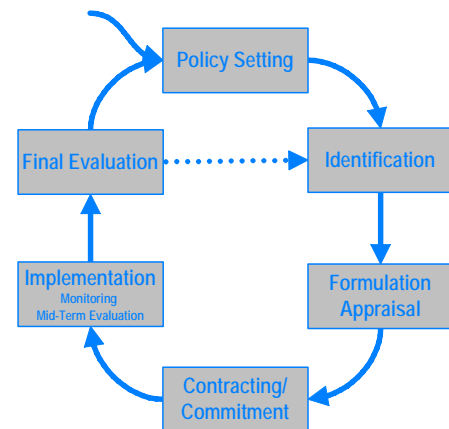 Policy Setting
Final Evaluation
Identification
Implementation
Monitoring
Mid-Term Evaluation
Formulation
Appraisal
Contracting/
Commitment